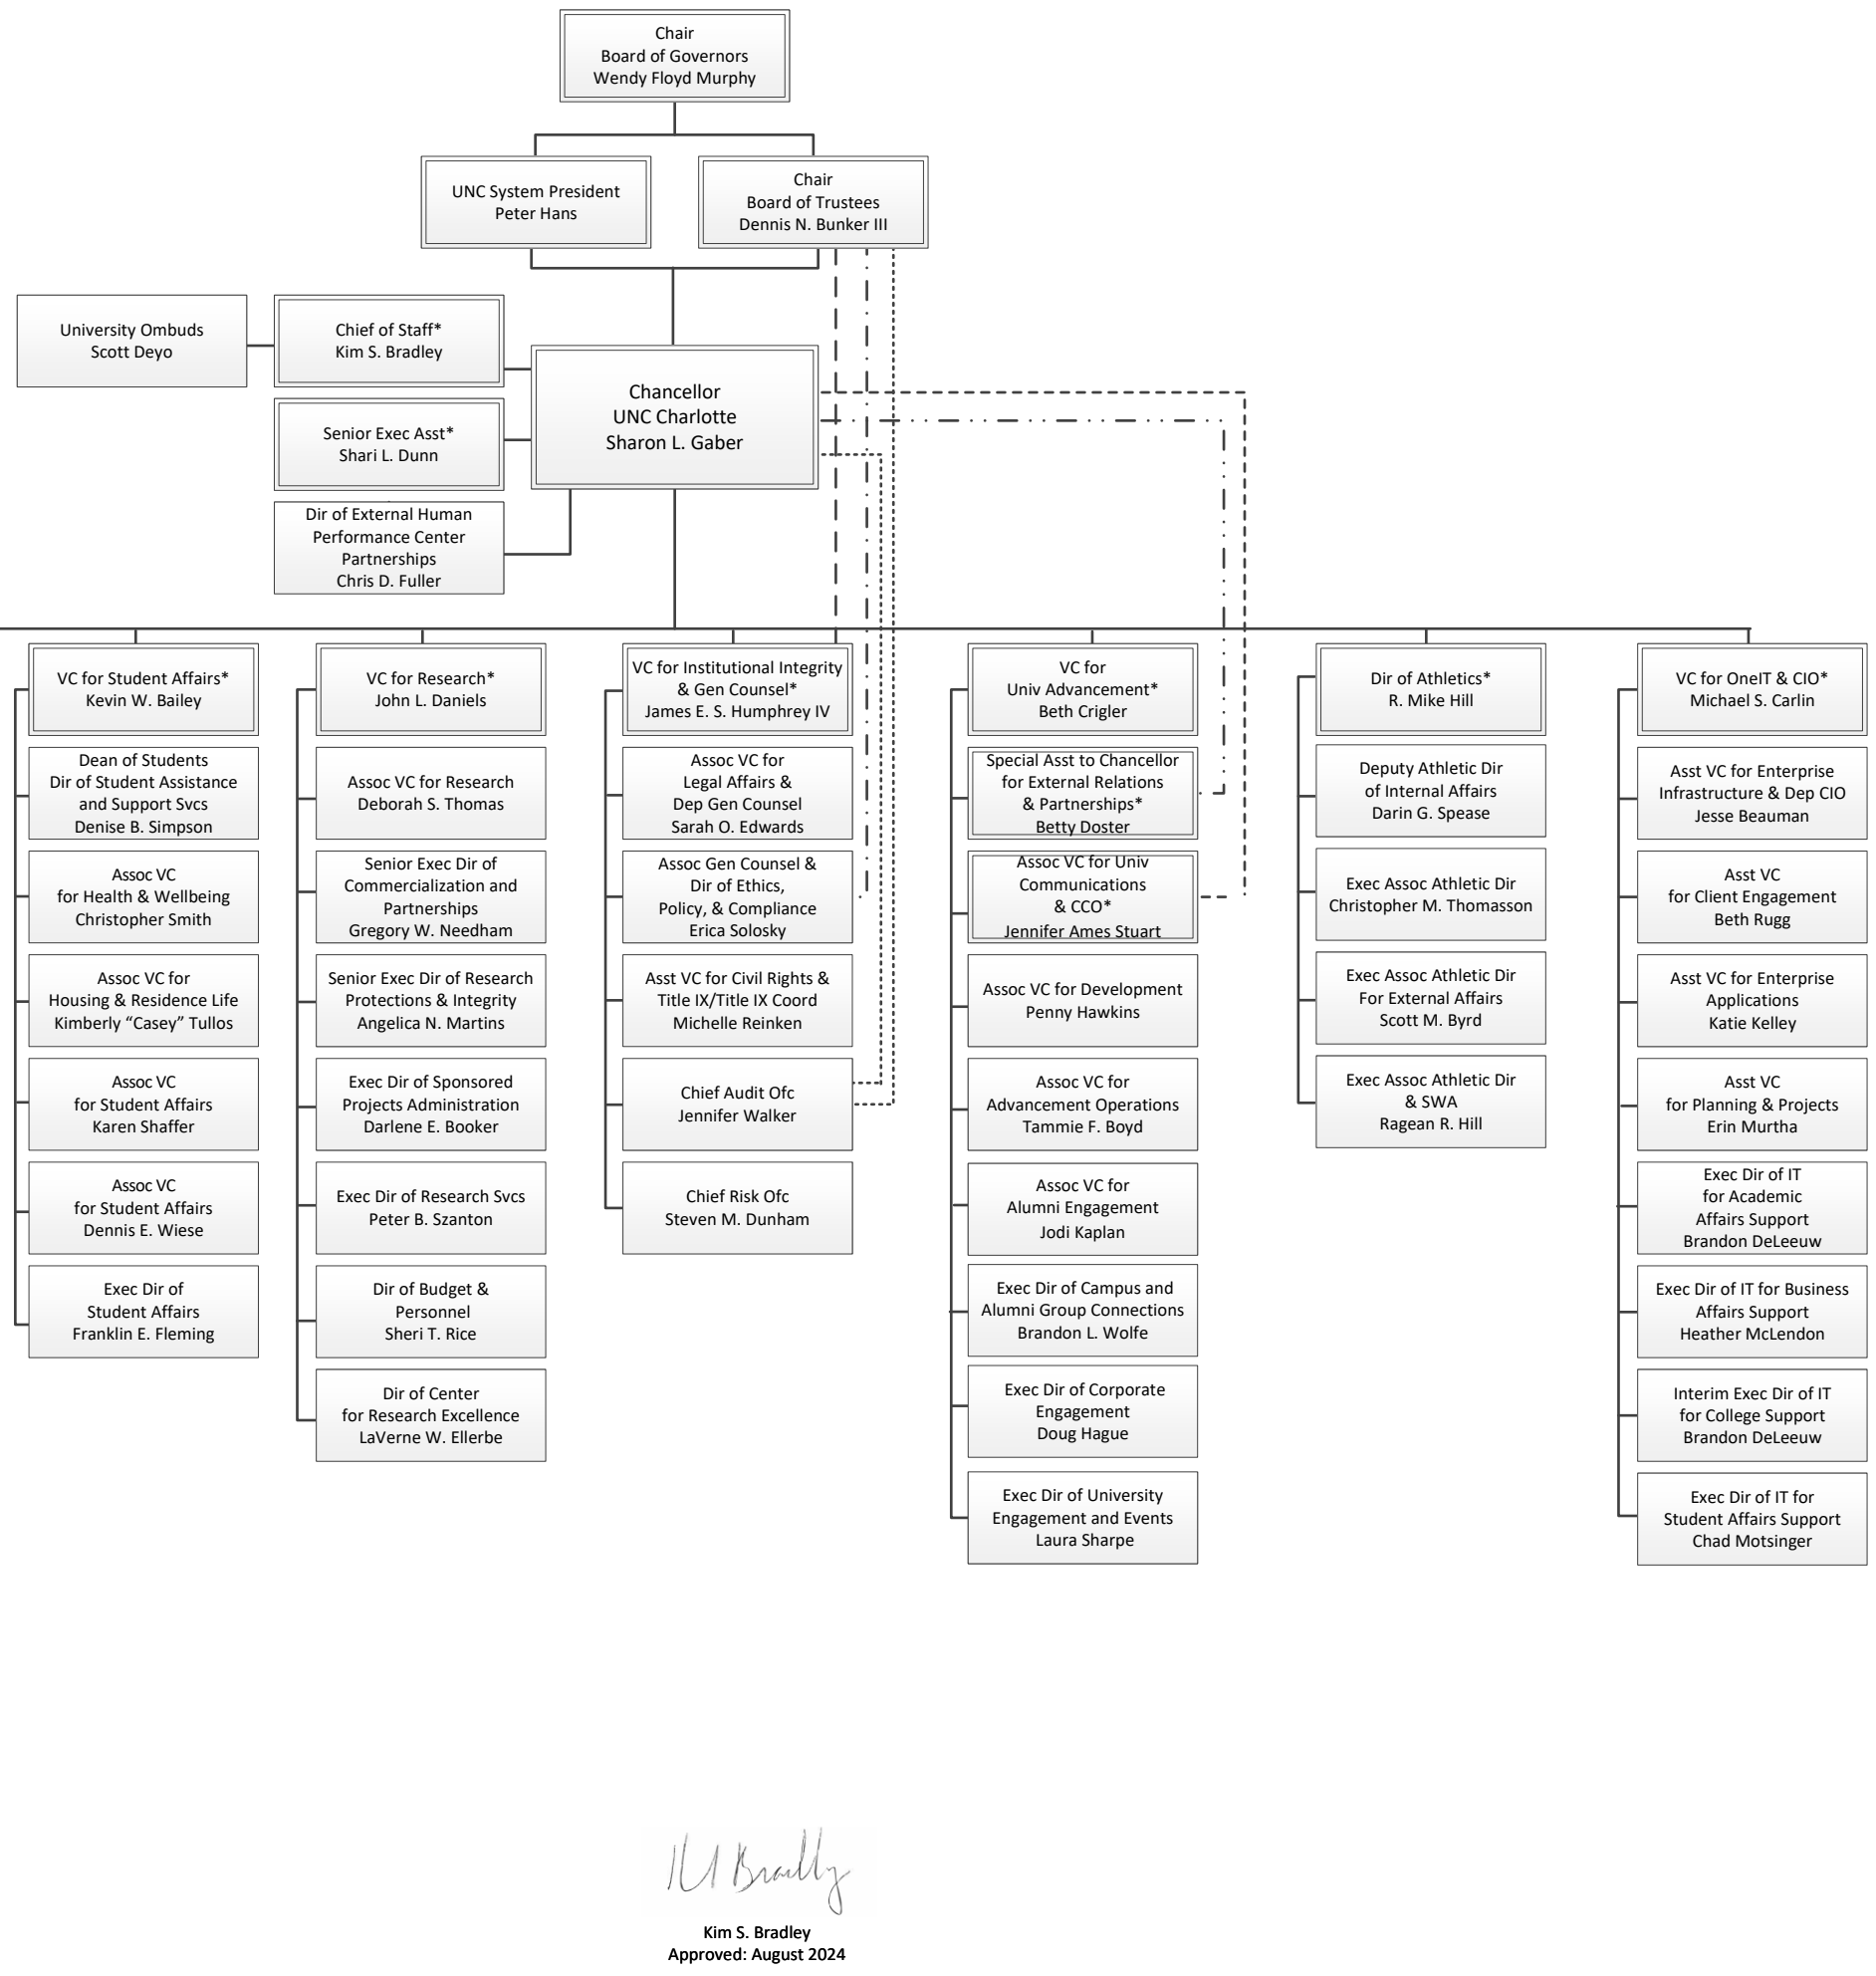 Chair
Board of Governors
Wendy Floyd Murphy
UNC System President
Peter Hans
Chair
Board of Trustees
Dennis N. Bunker III
University Ombuds
Scott Deyo
Chief of Staff*
Kim S. Bradley
Chancellor
UNC Charlotte
Sharon L. Gaber
Senior Exec Asst*
Shari L. Dunn
Dir of External Human
Performance Center
Partnerships
Chris D. Fuller
VC for Student Affairs*
Kevin W. Bailey
Dean of Students
Dir of Student Assistance
and Support Svcs
Denise B. Simpson
Assoc VC
for Health & Wellbeing
Christopher Smith
Assoc VC for
Housing & Residence Life
Kimberly “Casey” Tullos
Assoc VC
for Student Affairs
Karen Shaffer
Assoc VC
for Student Affairs
Dennis E. Wiese
Exec Dir of
Student Affairs
Franklin E. Fleming
VC for Research*
John L. Daniels
Assoc VC for Research
Deborah S. Thomas
Senior Exec Dir of
Commercialization and
Partnerships
Gregory W. Needham
Senior Exec Dir of Research
Protections & Integrity
Angelica N. Martins
Exec Dir of Sponsored
Projects Administration
Darlene E. Booker
Exec Dir of Research Svcs
Peter B. Szanton
Dir of Budget &
Personnel
Sheri T. Rice
Dir of Center
for Research Excellence
LaVerne W. Ellerbe
VC for Institutional Integrity
& Gen Counsel*
James E. S. Humphrey IV
Assoc VC for
Legal Affairs &
Dep Gen Counsel
Sarah O. Edwards
Assoc Gen Counsel &
Dir of Ethics,
Policy, & Compliance
Erica Solosky
Asst VC for Civil Rights &
Title IX/Title IX Coord
Michelle Reinken
Chief Audit Ofc
Jennifer Walker
Chief Risk Ofc
Steven M. Dunham
VC for
Univ Advancement*
Beth Crigler
Special Asst to Chancellor
for External Relations
& Partnerships*
Betty Doster
Assoc VC for Univ
Communications
& CCO*
Jennifer Ames Stuart
Assoc VC for Development
Penny Hawkins
Assoc VC for
Advancement Operations
Tammie F. Boyd
Assoc VC for
Alumni Engagement
Jodi Kaplan
Exec Dir of Campus and
Alumni Group Connections
Brandon L. Wolfe
Exec Dir of Corporate
Engagement
Doug Hague
Exec Dir of University
Engagement and Events
Laura Sharpe
Dir of Athletics*
R. Mike Hill
Deputy Athletic Dir
of Internal Affairs
Darin G. Spease
Exec Assoc Athletic Dir
Christopher M. Thomasson
Exec Assoc Athletic Dir
For External Affairs
Scott M. Byrd
Exec Assoc Athletic Dir
& SWA
Ragean R. Hill
VC for OneIT & CIO*
Michael S. Carlin
Asst VC for Enterprise
Infrastructure & Dep CIO
Jesse Beauman
Asst VC
for Client Engagement
Beth Rugg
Asst VC for Enterprise
Applications
Katie Kelley
Asst VC
for Planning & Projects
Erin Murtha
Exec Dir of IT
for Academic
Affairs Support
Brandon DeLeeuw
Exec Dir of IT for Business
Affairs Support
Heather McLendon
Interim Exec Dir of IT
for College Support
Brandon DeLeeuw
Exec Dir of IT for
Student Affairs Support
Chad Motsinger
Kim S. Bradley
Approved: August 2024